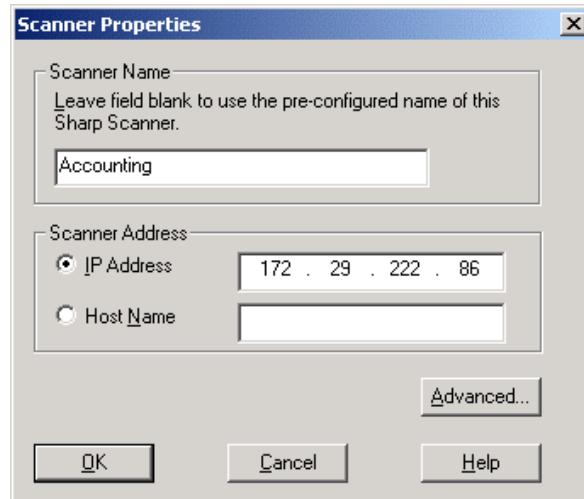 Scanner Properties
Scanner Name
Leave field blank to use the pre-configured name of this
Sharp Scanner.
Accounting
Scanner Address
IP Address 172 . 29 . 222 . 86
Host Name
Advanced...
OK Cancel Help